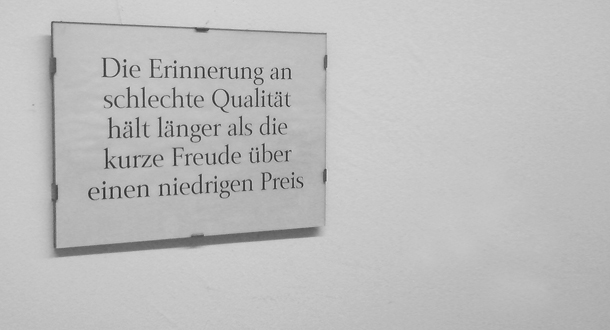 Die Erinnerung an
schlechte Qualität
hält länger als die
kurze Freude über
einen niedrigen Preis